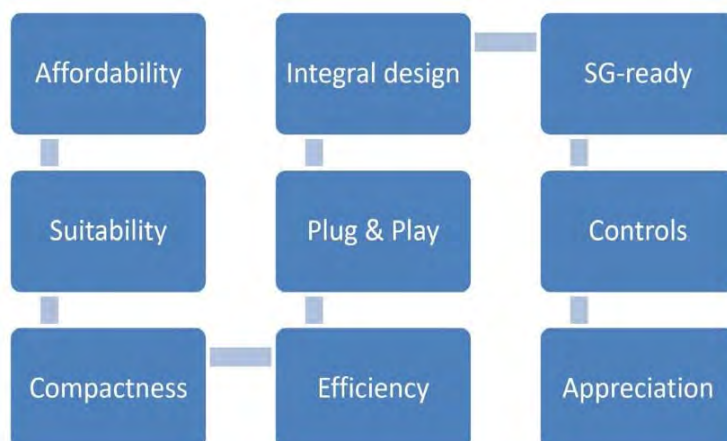 Affordability
Suitability
Compactness
Efficiency
Plug & Play
Integral design
SG-ready
Controls
Appreciation